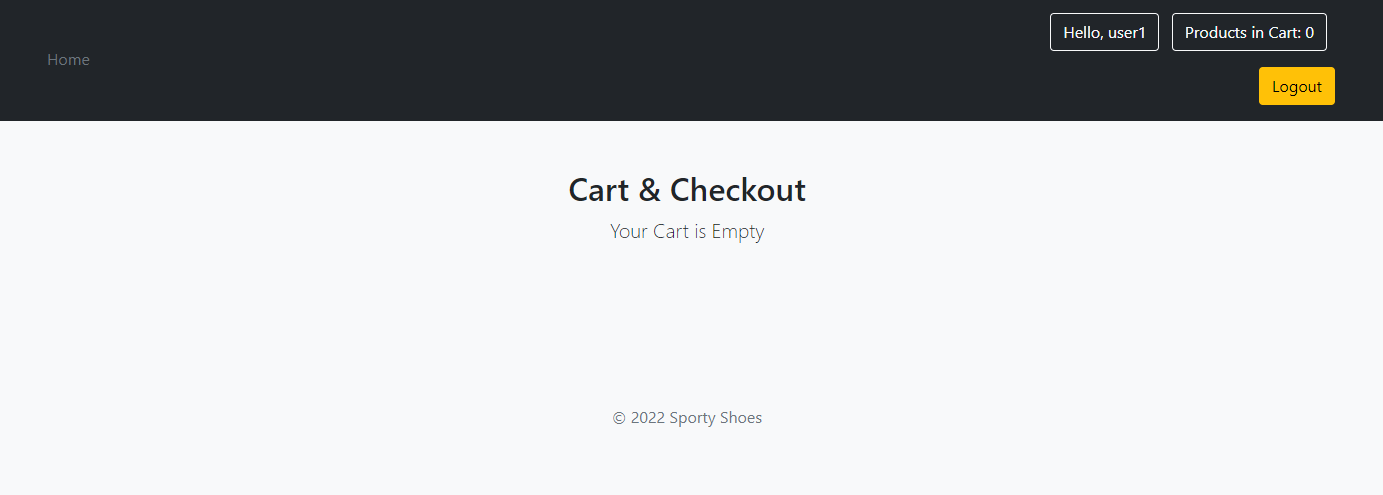 Home
Hello, user1
Products in Cart: 0
Logout
Cart & Checkout
Your Cart is Empty
© 2022 Sporty Shoes